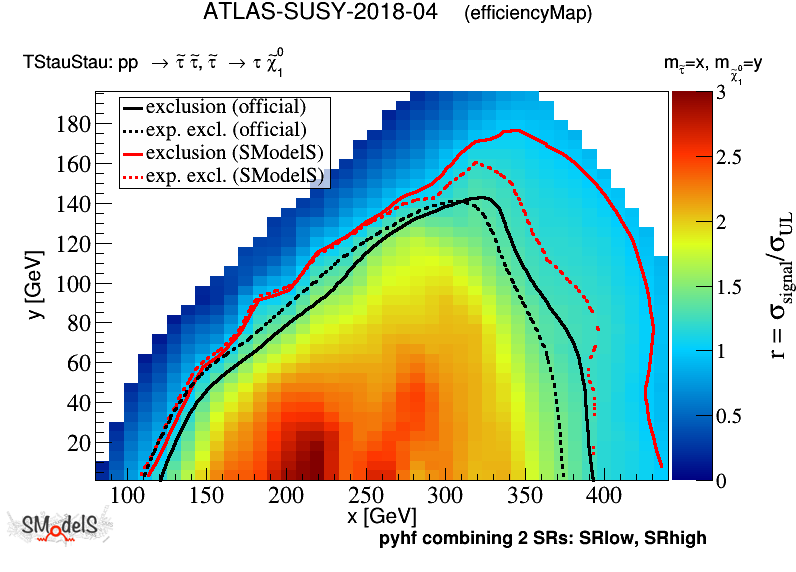 ATLAS-SUSY-2018-04 (efficiencyMap)
TStauStau: pp → τ̃ τ̃, τ̃ → τ χ̃⁰₁
m_τ̃=x, m_χ̃⁰₁=y
exclusion (official)
exp. excl. (official)
exclusion (SModelS)
exp. excl. (SModelS)
180
160
140
120
100
80
60
40
20
y [GeV]
100 150 200 250 300 350 400
x [GeV]
3
2.5
2
1.5
1
0.5
0
r = σ_signal/σ_UL
SModelS
pyhf combining 2 SRs: SRlow, SRhigh